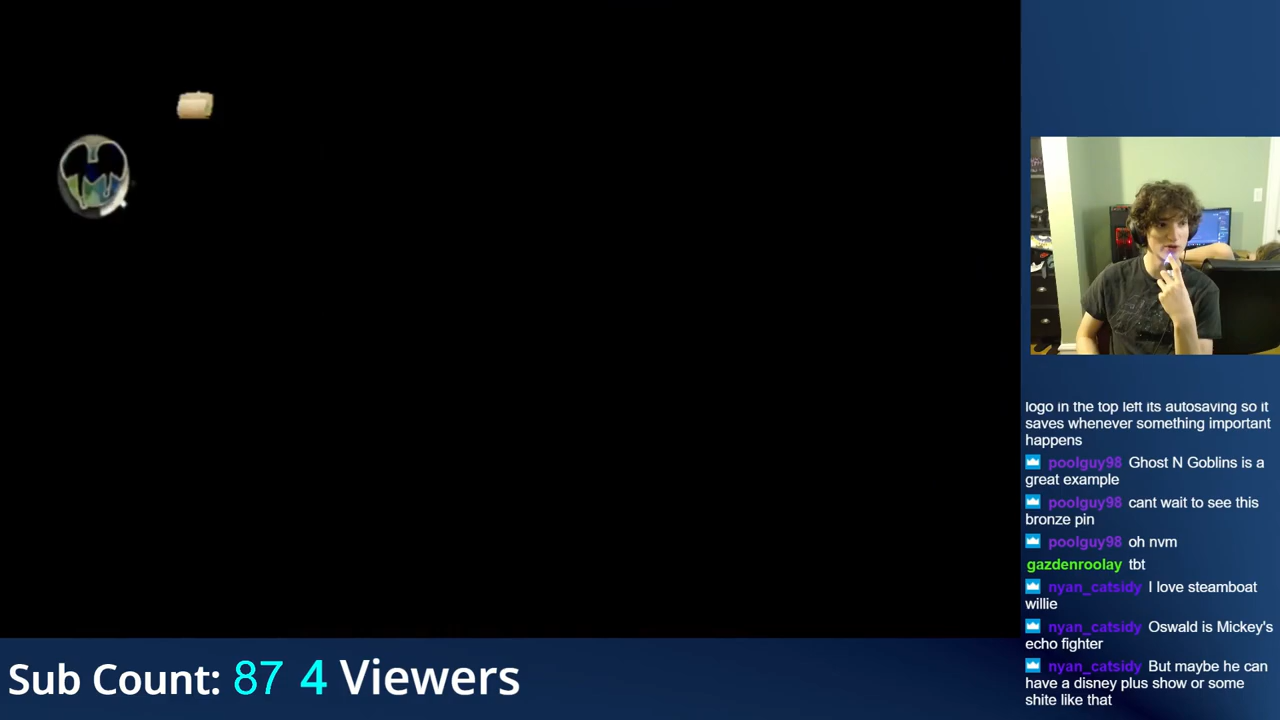 logo in the top left its autosaving so it
saves whenever something important
happens
poolguy98 Ghost N Goblins is a
great example
poolguy98 cant wait to see this
bronze pin
poolguy98 oh nvm
gazdenroolay tbt
nyan_catsidy I love steamboat
willie
nyan_catsidy Oswald is Mickey's
echo fighter
nyan_catsidy But maybe he can
have a disney plus show or some
shite like that
Sub Count: 87 4 Viewers